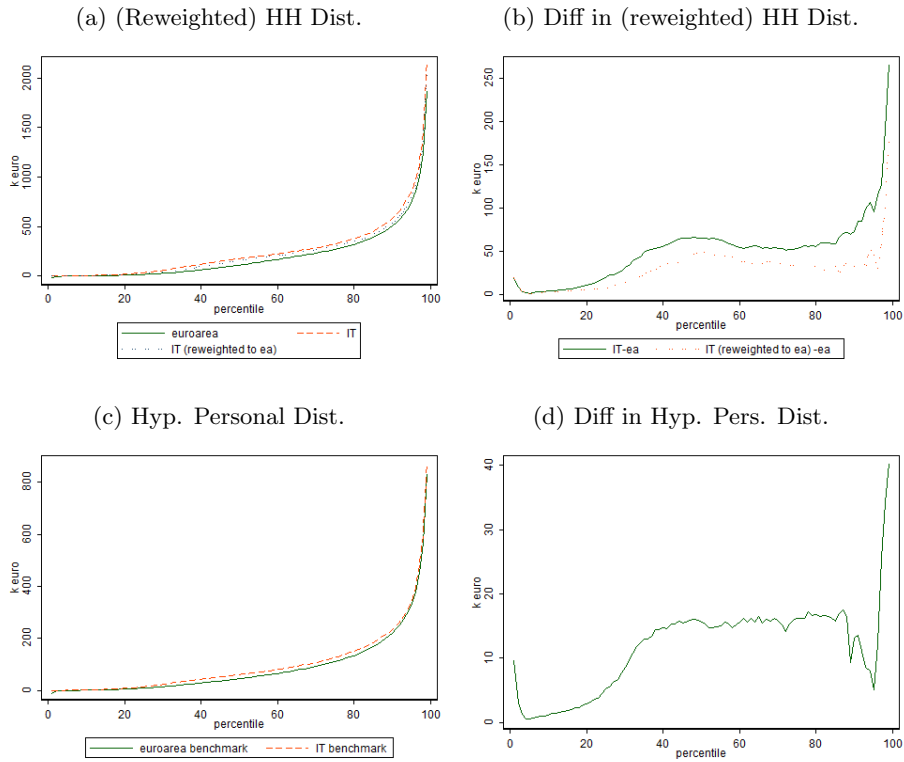 (a) (Reweighted) HH Dist.
k euro
2000
1500
1000
500
0
0 20 40 60 80 100
percentile
euroarea
IT
IT (reweighted to ea)
(b) Diff in (reweighted) HH Dist.
k euro
250
200
150
100
50
0
0 20 40 60 80 100
percentile
IT-ea
IT (reweighted to ea) -ea
(c) Hyp. Personal Dist.
k euro
800
600
400
200
0
0 20 40 60 80 100
percentile
euroarea benchmark
IT benchmark
(d) Diff in Hyp. Pers. Dist.
k euro
40
30
20
10
0
0 20 40 60 80 100
percentile